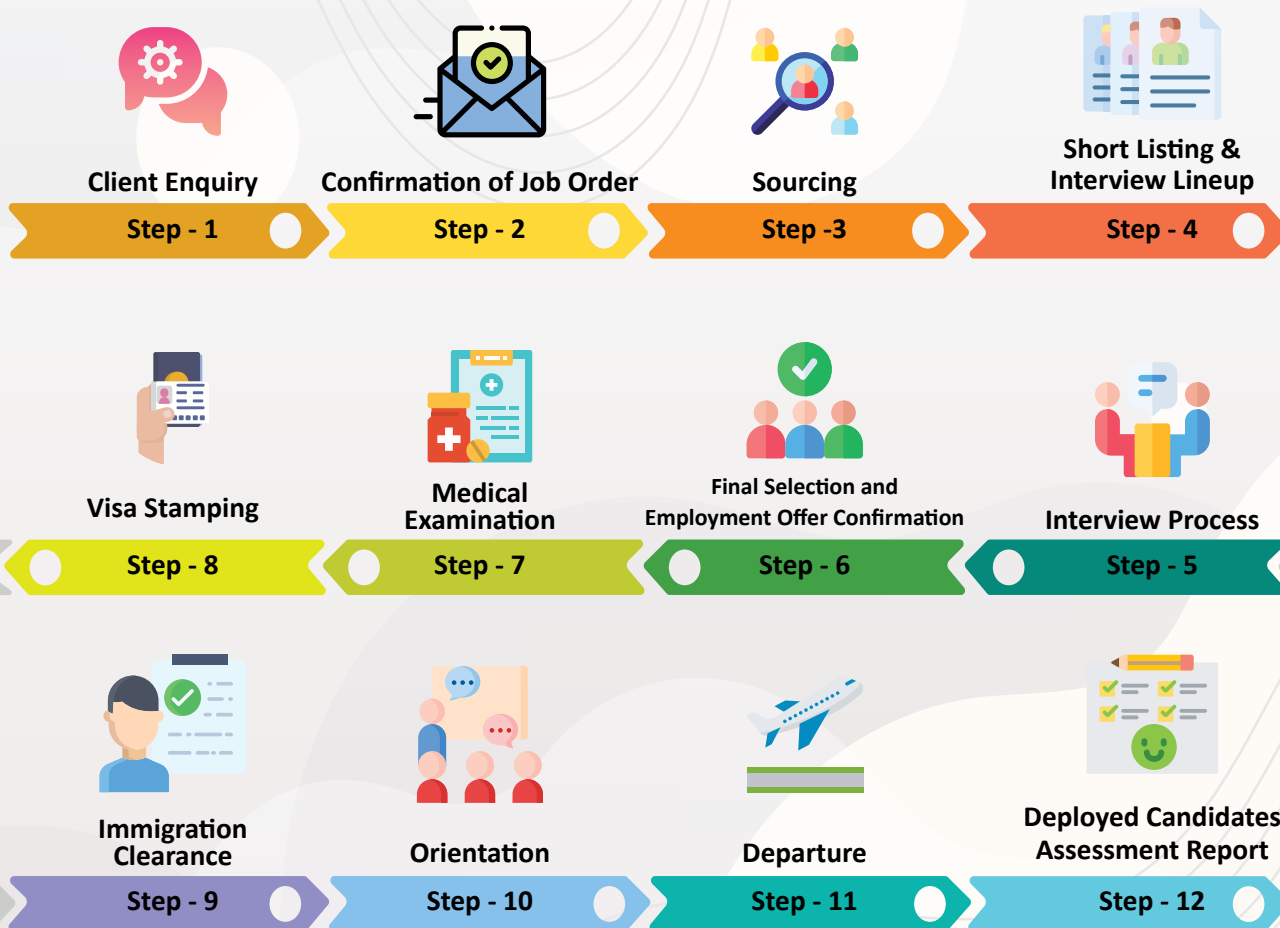 Client Enquiry
Step - 1
Confirmation of Job Order
Step - 2
Sourcing
Step -3
Short Listing &
Interview Lineup
Step - 4
Interview Process
Step - 5
Final Selection and
Employment Offer Confirmation
Step - 6
Medical
Examination
Step - 7
Visa Stamping
Step - 8
Immigration
Clearance
Step - 9
Orientation
Step - 10
Departure
Step - 11
Deployed Candidates
Assessment Report
Step - 12